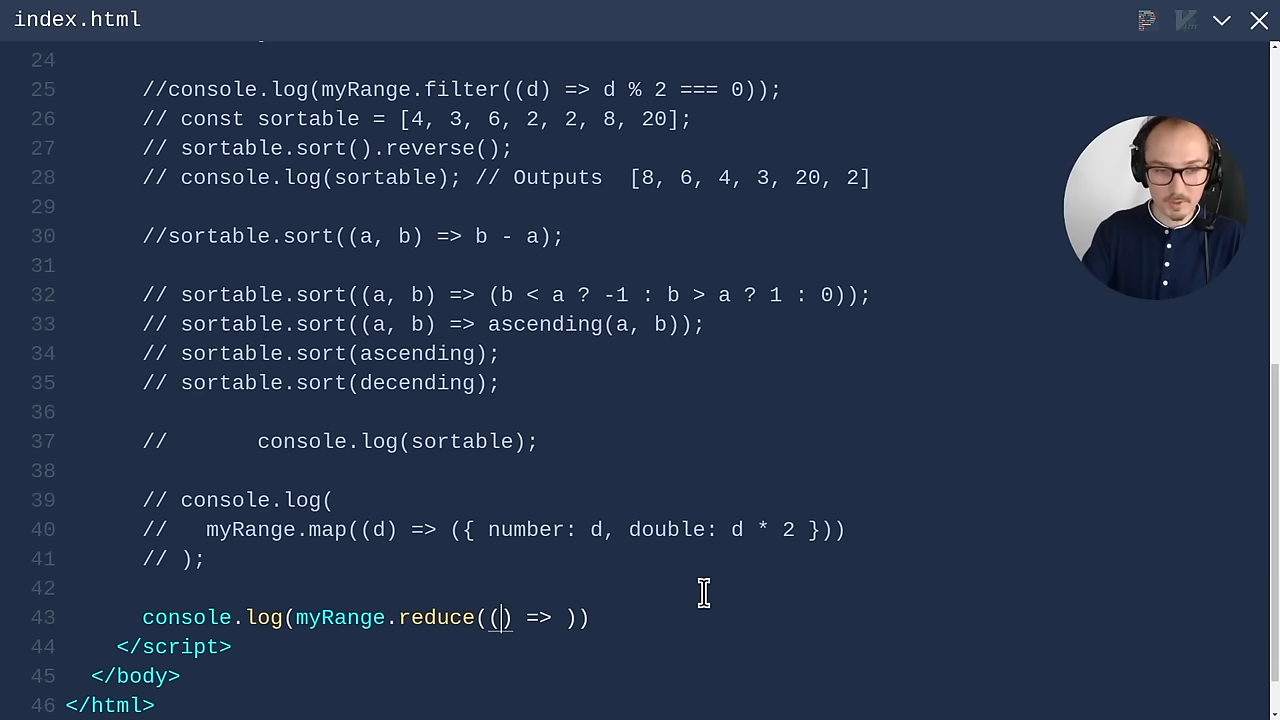 index.html
24
25 //console.log(myRange.filter((d) => d % 2 === 0));
26 // const sortable = [4, 3, 6, 2, 2, 8, 20];
27 // sortable.sort().reverse();
28 // console.log(sortable); // Outputs  [8, 6, 4, 3, 20, 2]
29
30 //sortable.sort((a, b) => b - a);
31
32 // sortable.sort((a, b) => (b < a ? -1 : b > a ? 1 : 0));
33 // sortable.sort((a, b) => ascending(a, b));
34 // sortable.sort(ascending);
35 // sortable.sort(decending);
36
37 //       console.log(sortable);
38
39 // console.log(
40 //   myRange.map((d) => ({ number: d, double: d * 2 }))
41 // );
42
43 console.log(myRange.reduce(() => ))
44 </script>
45 </body>
46 </html>